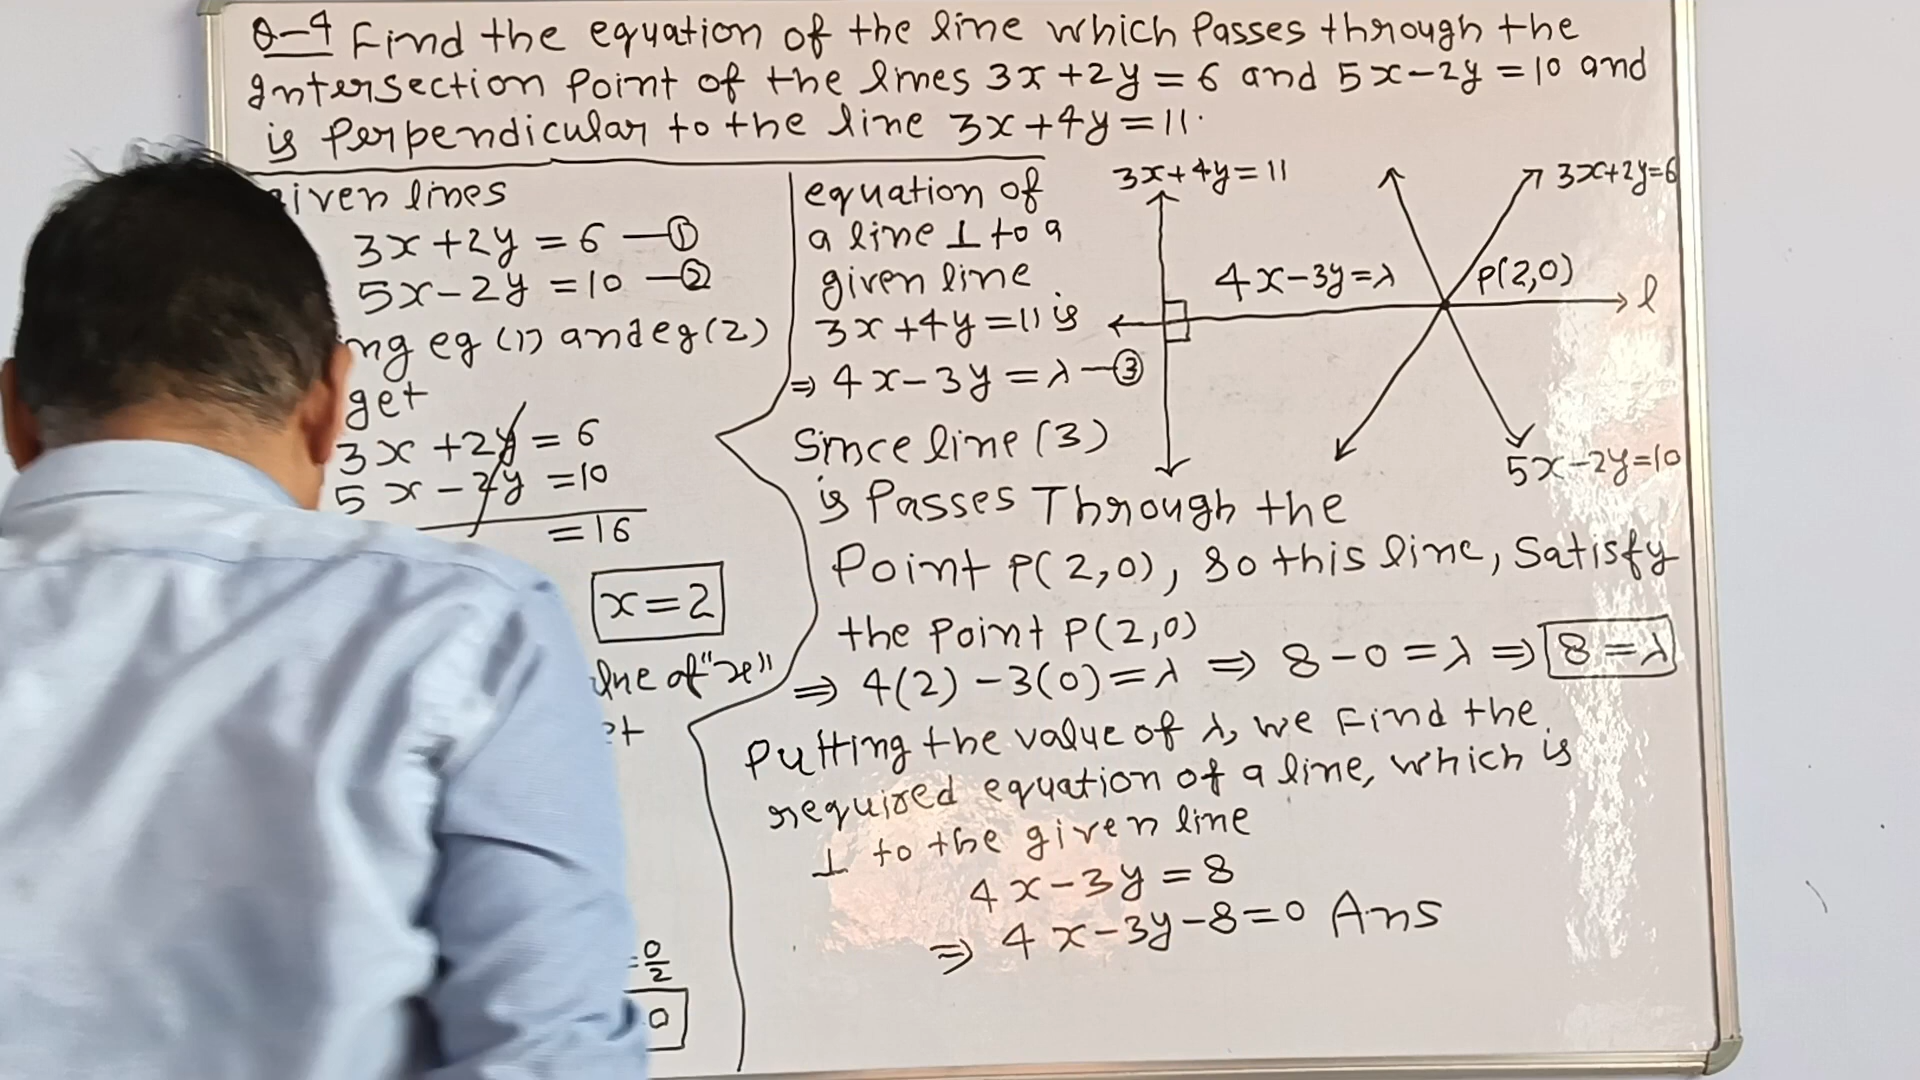 Q-4 Find the equation of the line which Passes through the
Intersection Point of the lines 3x+2y=6 and 5x-2y=10 and
is Perpendicular to the line 3x+4y=11.
iven lines
3x+2y=6 —①
5x-2y=10 —②
ng eq (1) and eq (2)
get
3x+2y=6
5x-2y=10
=16
x=2
of "x"
et
=0/2
0
equation of
a line ⊥ to a
given line
3x+4y=11 is
⇒ 4x-3y=λ —③
Since line (3)
is Passes Through the
Point P(2,0), so this line, Satisfy
the point P(2,0)
⇒ 4(2)-3(0)=λ ⇒ 8-0=λ ⇒ 8=λ
Putting the value of λ, we Find the
required equation of a line, which is
⊥ to the given line
4x-3y=8
⇒ 4x-3y-8=0 Ans
3x+4y=11
3x+2y=6
4x-3y=λ
P(2,0)
l
5x-2y=10